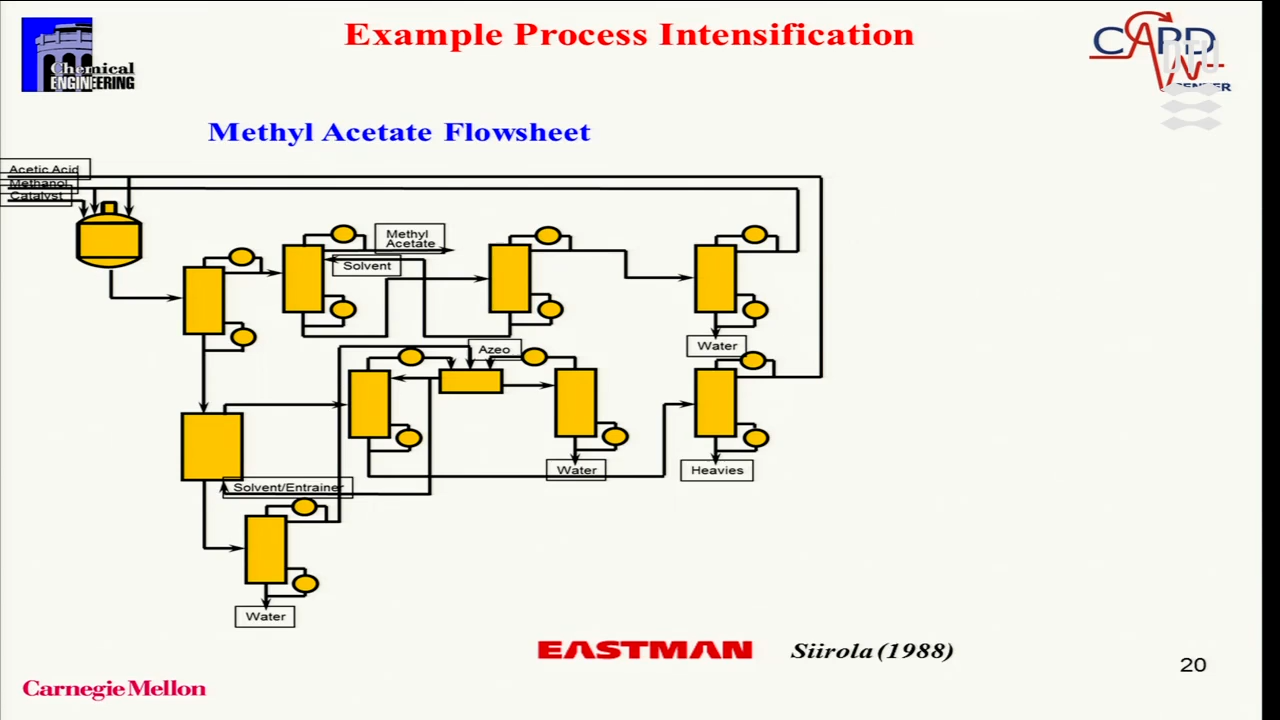 Example Process Intensification
Chemical
ENGINEERING
CAPD
CENTER
DTU
Methyl Acetate Flowsheet
Acetic Acid
Methanol
Catalyst
Methyl
Acetate
Solvent
Azeo
Water
Water
Heavies
Solvent/Entrainer
Water
EASTMAN
Siirola (1988)
20
Carnegie Mellon